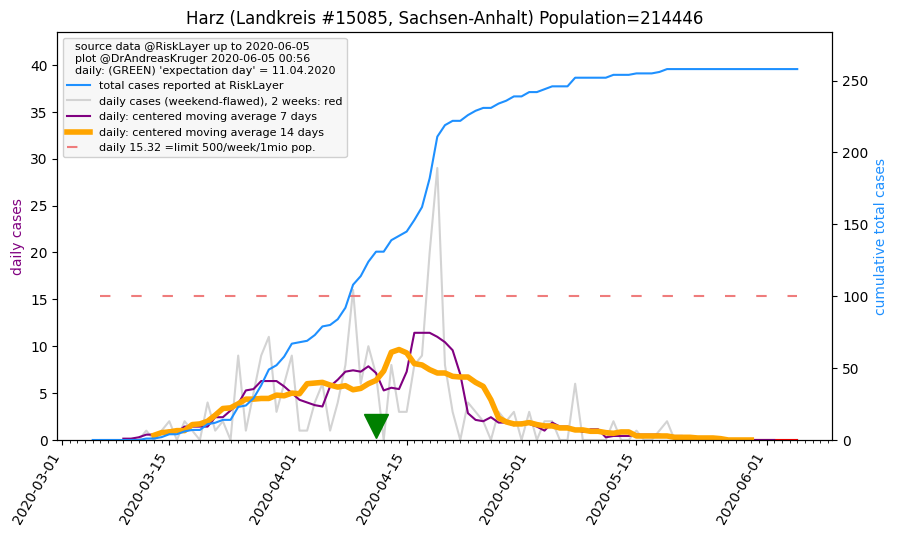 Harz (Landkreis #15085, Sachsen-Anhalt) Population=214446
source data @RiskLayer up to 2020-06-05
plot @DrAndreasKruger 2020-06-05 00:56
daily: (GREEN) 'expectation day' = 11.04.2020
total cases reported at RiskLayer
daily cases (weekend-flawed), 2 weeks: red
daily: centered moving average 7 days
daily: centered moving average 14 days
daily 15.32 =limit 500/week/1mio pop.
daily cases
40
35
30
25
20
15
10
5
0
250
200
150
100
50
0
cumulative total cases
2020-03-01
2020-03-15
2020-04-01
2020-04-15
2020-05-01
2020-05-15
2020-06-01